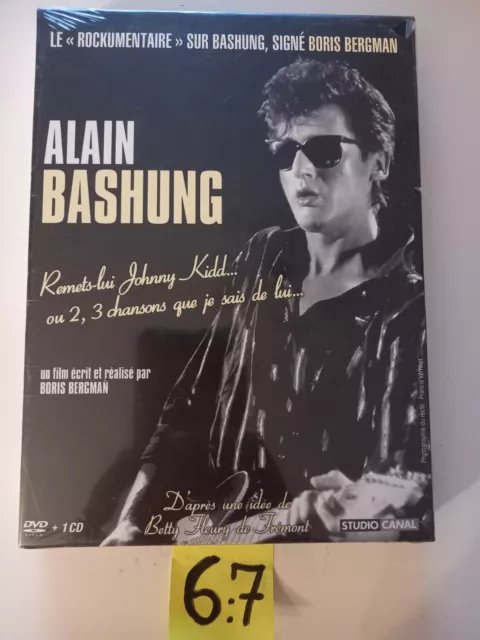 LE « ROCKUMENTAIRE » SUR BASHUNG, SIGNÉ BORIS BERGMAN
ALAIN
BASHUNG
Remets-lui Johnny Kidd...
ou 2, 3 chansons que je sais de lui...
un film écrit et réalisé par
BORIS BERGMAN
D'après une idée de
Betty Fleury de Trémont
DVD + 1 CD
VIDEO
STUDIO CANAL
6:7